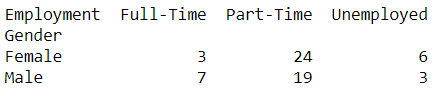 Employment  Full-Time  Part-Time  Unemployed
Gender
Female              3         24           6
Male                7         19           3